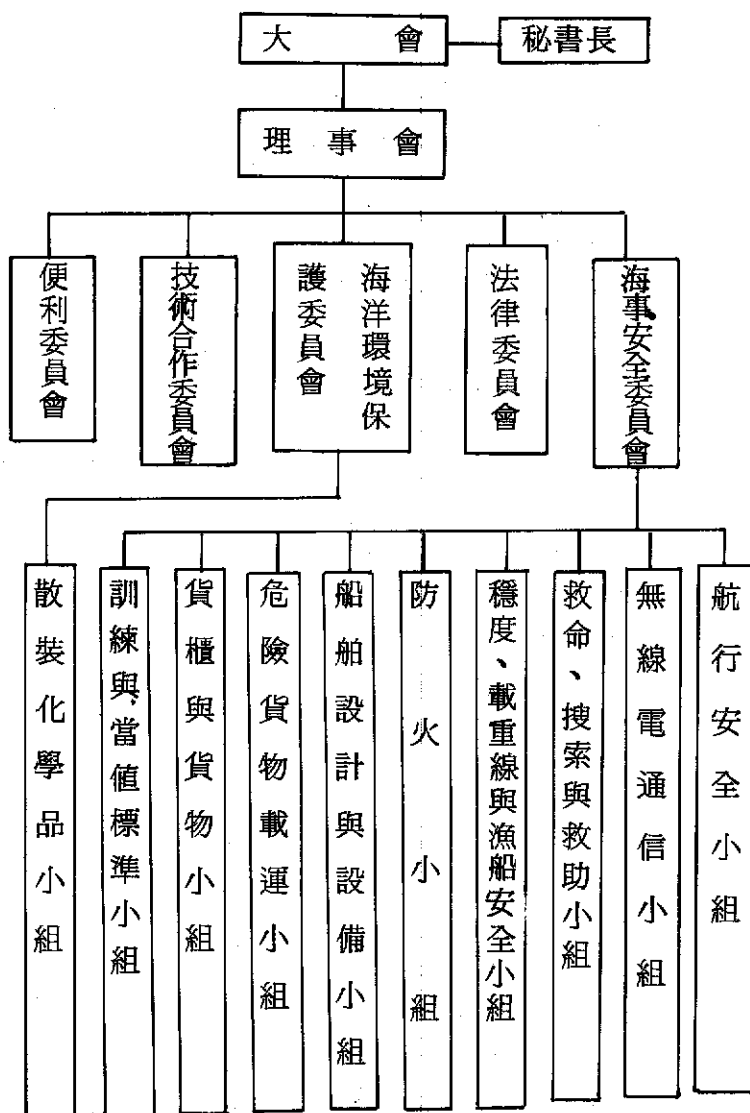 大會
秘書長
理事會
海事安全委員會
法律委員會
海洋環境保
護委員會
技術合作委員會
便利委員會
航行安全小組
無線電通信小組
救命、搜索與救助小組
穩度、載重線與漁船安全小組
防火小組
船舶設計與設備小組
危險貨物載運小組
貨櫃與貨物小組
訓練與當值標準小組
散裝化學品小組